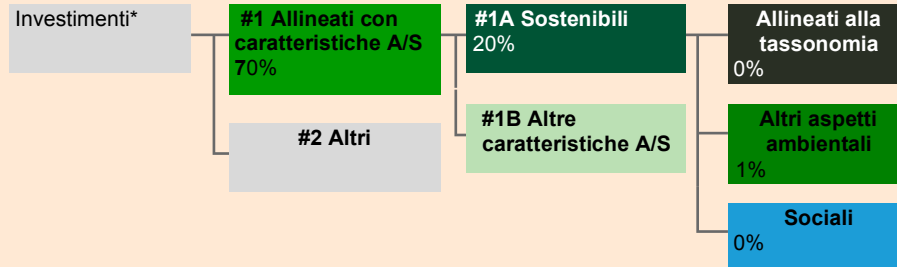 Investimenti*
#1 Allineati con
caratteristiche A/S
70%
#2 Altri
#1A Sostenibili
20%
#1B Altre
caratteristiche A/S
Allineati alla
tassonomia
0%
Altri aspetti
ambientali
1%
Sociali
0%